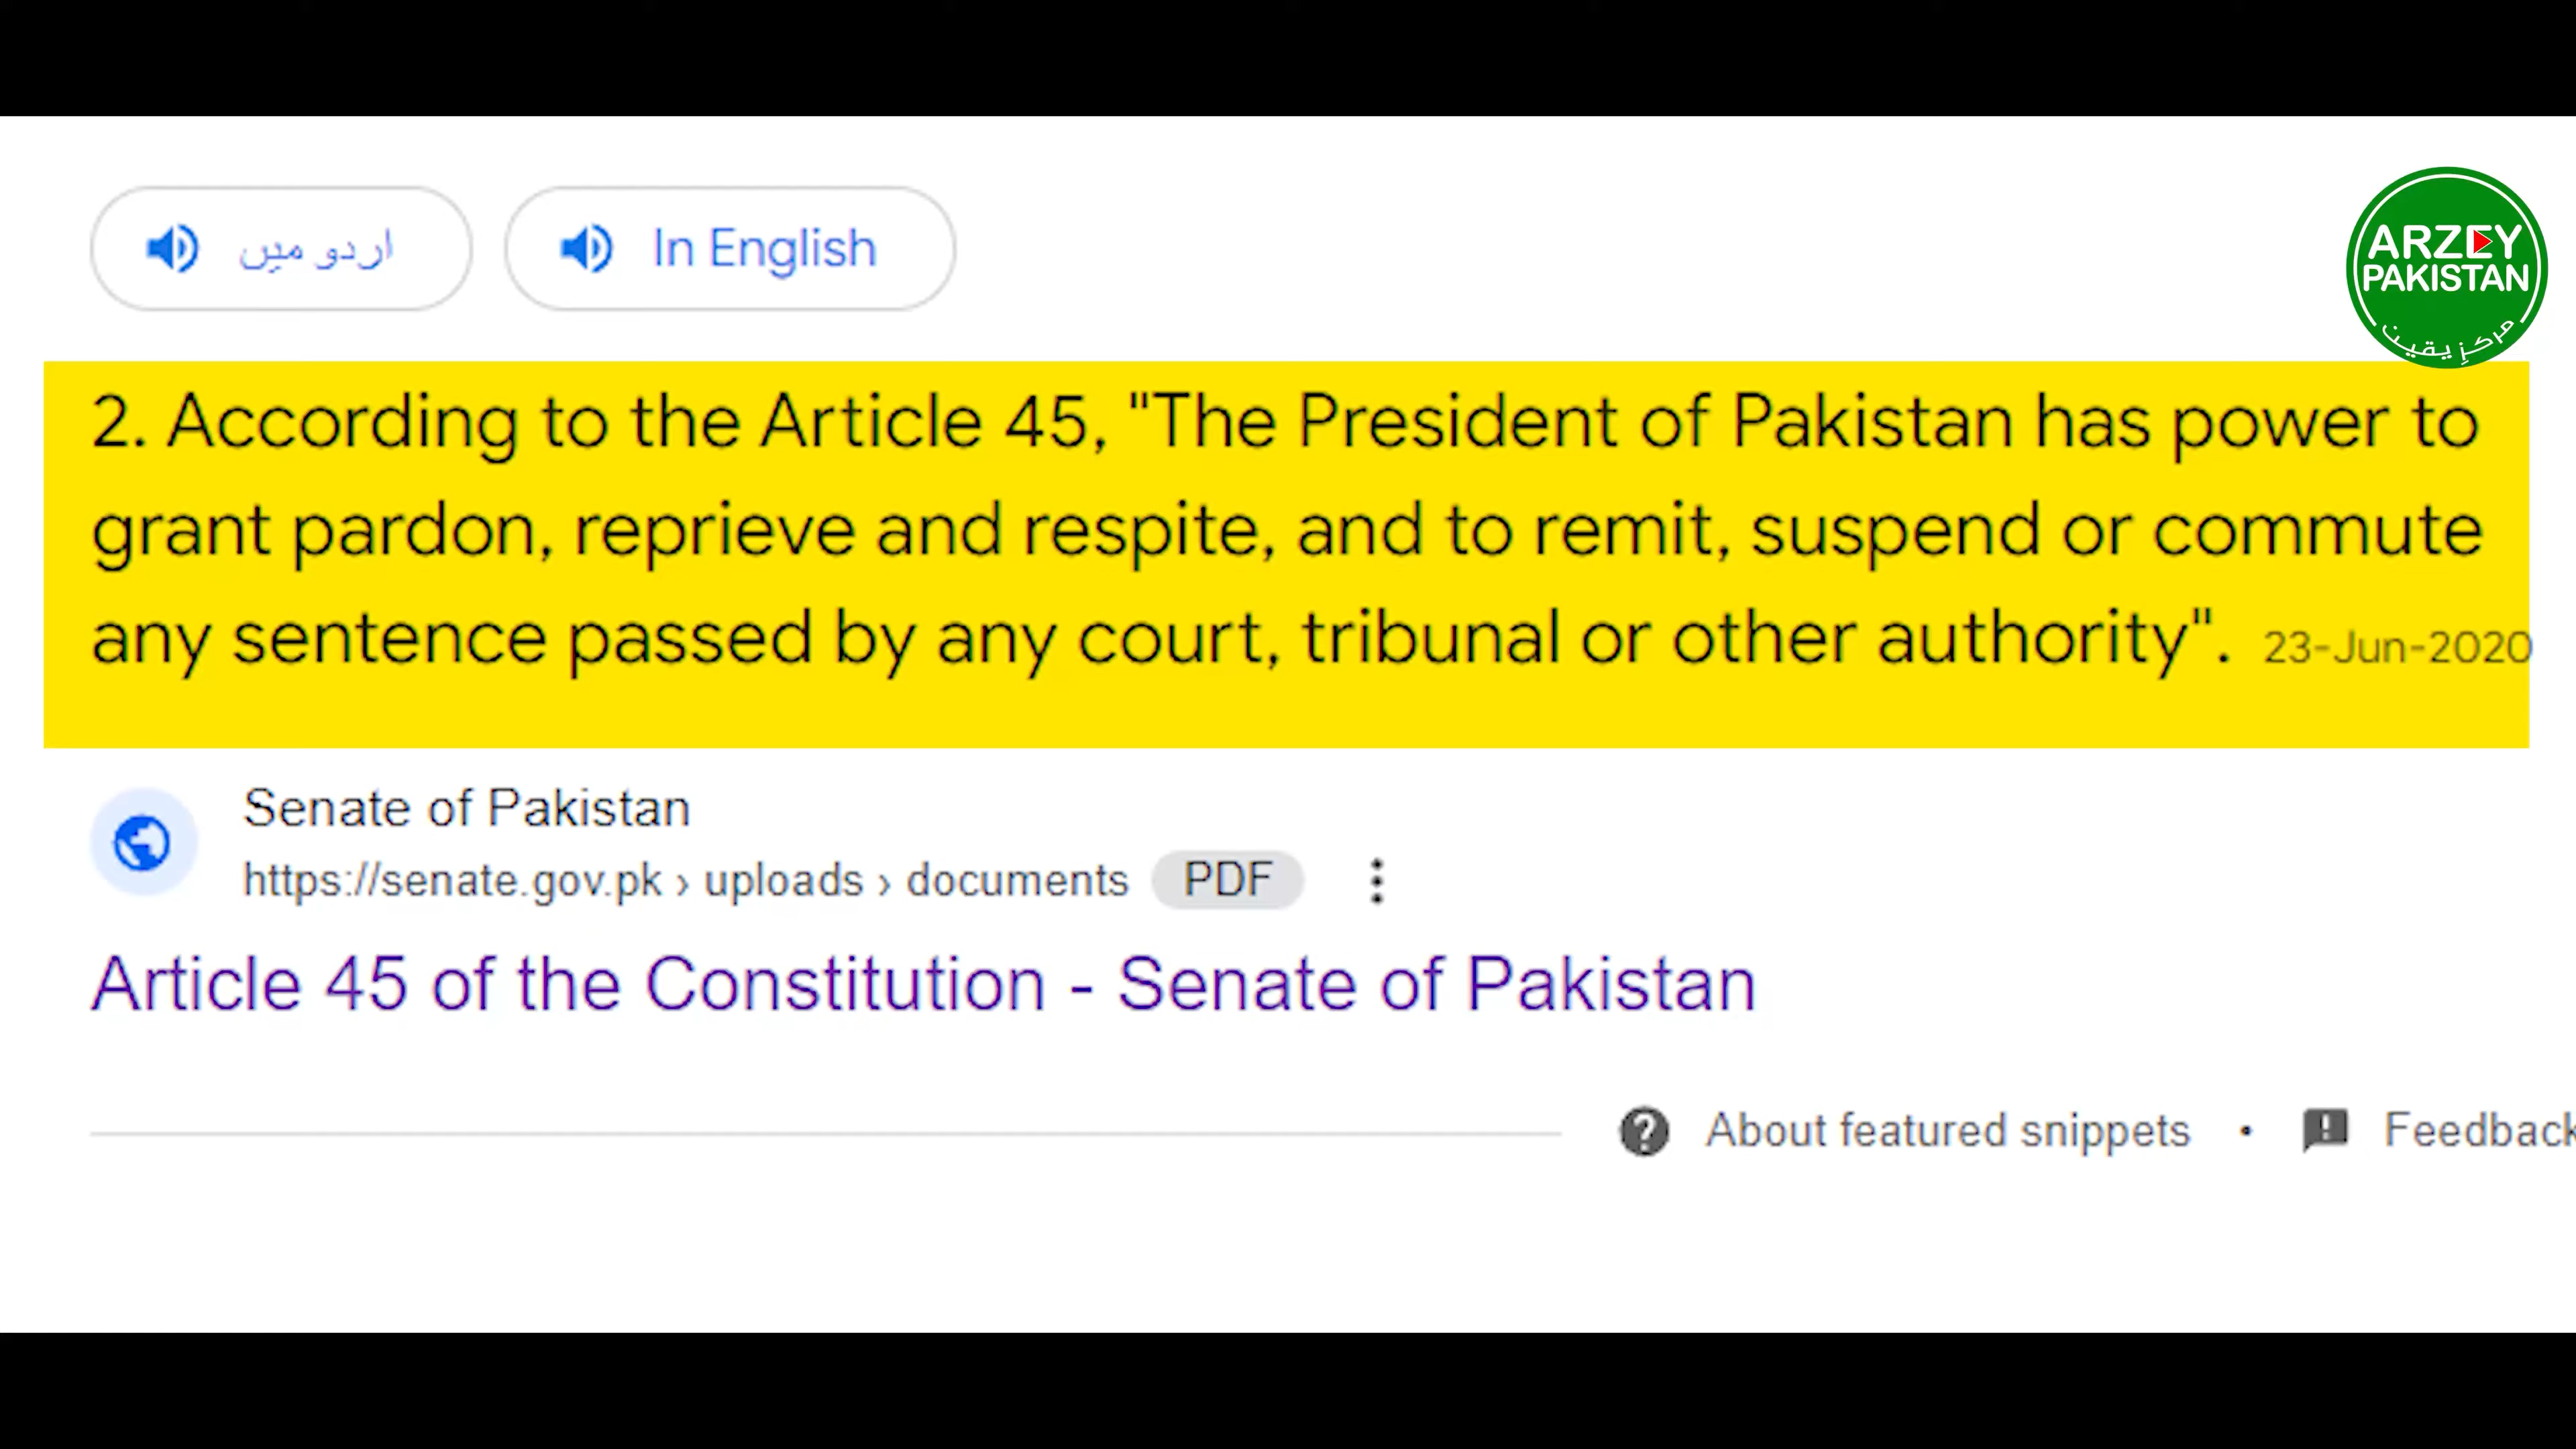 اردو میں
In English
ARZEY
PAKISTAN
مرکزِ یقین
2. According to the Article 45, "The President of Pakistan has power to
grant pardon, reprieve and respite, and to remit, suspend or commute
any sentence passed by any court, tribunal or other authority". 23-Jun-2020
Senate of Pakistan
https://senate.gov.pk › uploads › documents PDF
Article 45 of the Constitution - Senate of Pakistan
About featured snippets • Feedback